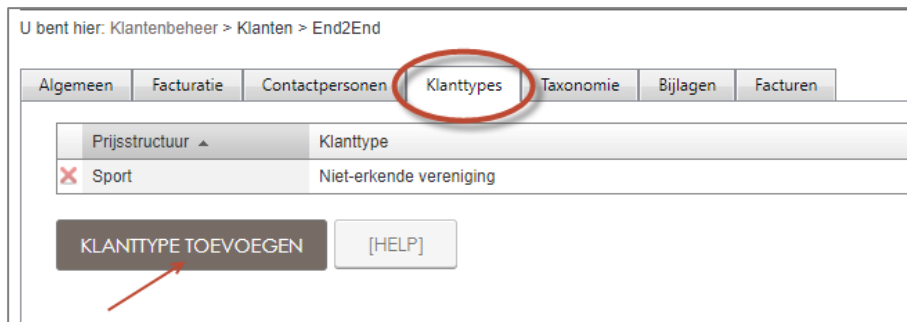 U bent hier: Klantenbeheer > Klanten > End2End
Algemeen Facturatie Contactpersonen Klanttypes Taxonomie Bijlagen Facturen
Prijsstructuur ▲ Klanttype
Sport Niet-erkende vereniging
KLANTTYPE TOEVOEGEN [HELP]